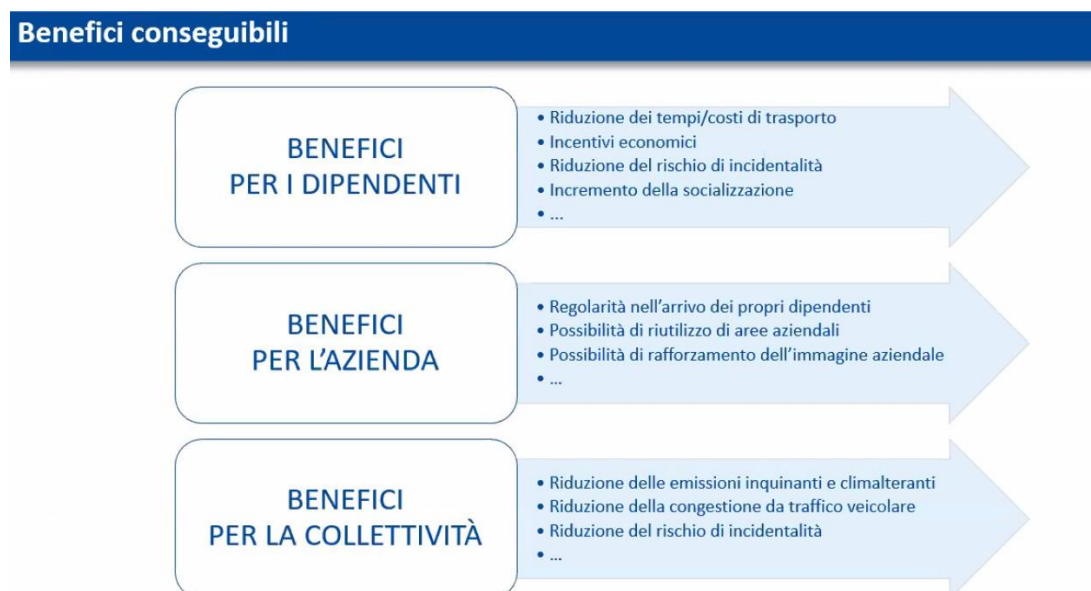 Benefici conseguibili
BENEFICI
PER I DIPENDENTI
• Riduzione dei tempi/costi di trasporto
• Incentivi economici
• Riduzione del rischio di incidentalità
• Incremento della socializzazione
• ...
BENEFICI
PER L'AZIENDA
• Regolarità nell'arrivo dei propri dipendenti
• Possibilità di riutilizzo di aree aziendali
• Possibilità di rafforzamento dell'immagine aziendale
• ...
BENEFICI
PER LA COLLETTIVITÀ
• Riduzione delle emissioni inquinanti e climalteranti
• Riduzione della congestione da traffico veicolare
• Riduzione del rischio di incidentalità
• ...